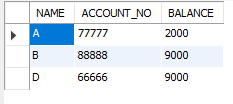 NAME ACCOUNT_NO BALANCE
A 77777 2000
B 88888 9000
D 66666 9000